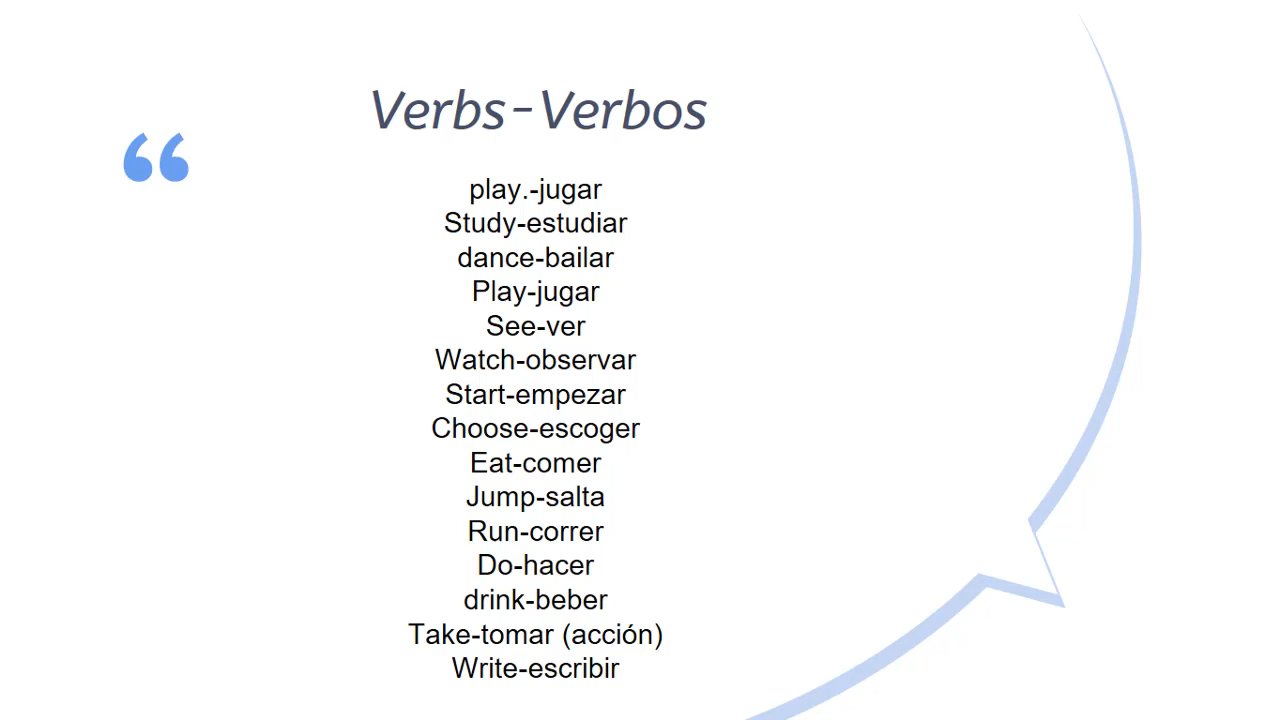 Verbs-Verbos
play.-jugar
Study-estudiar
dance-bailar
Play-jugar
See-ver
Watch-observar
Start-empezar
Choose-escoger
Eat-comer
Jump-salta
Run-correr
Do-hacer
drink-beber
Take-tomar (acción)
Write-escribir